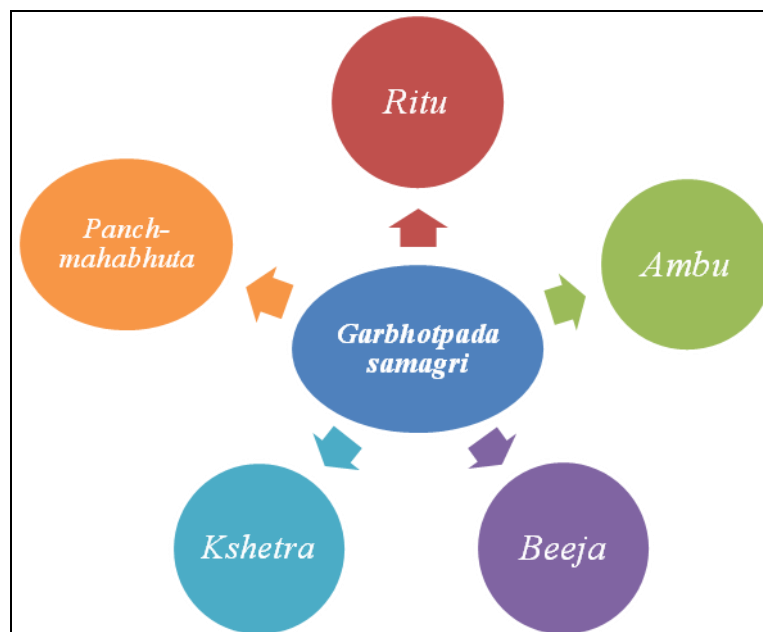 Ritu
Panch-
mahabhuta
Ambu
Garbhotpada
samagri
Kshetra
Beeja